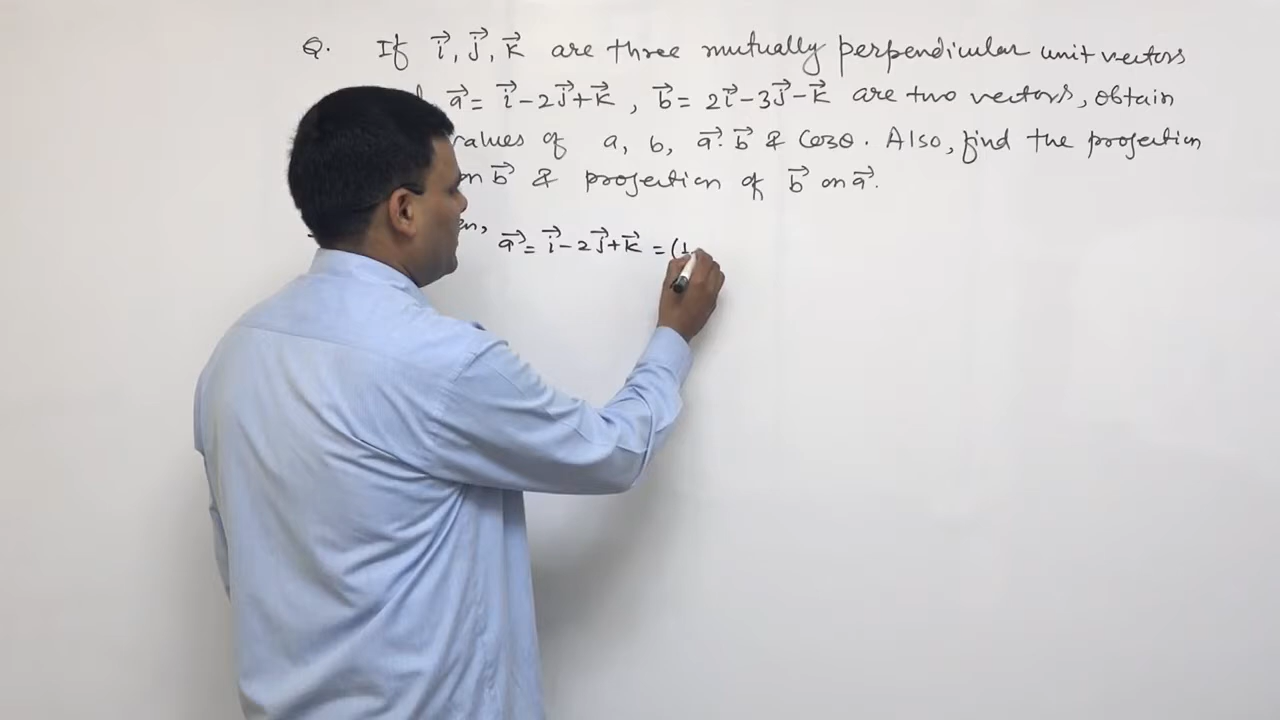 Q. If i⃗, j⃗, k⃗ are three mutually perpendicular unit vectors
a⃗ = i⃗ - 2j⃗ + k⃗, b⃗ = 2i⃗ - 3j⃗ - k⃗ are two vectors, obtain
values of a, b, a⃗. b⃗ & Cosθ. Also, find the projection
on b⃗ & projection of b⃗ on a⃗.
a⃗ = i⃗ - 2j⃗ + k⃗ = (1